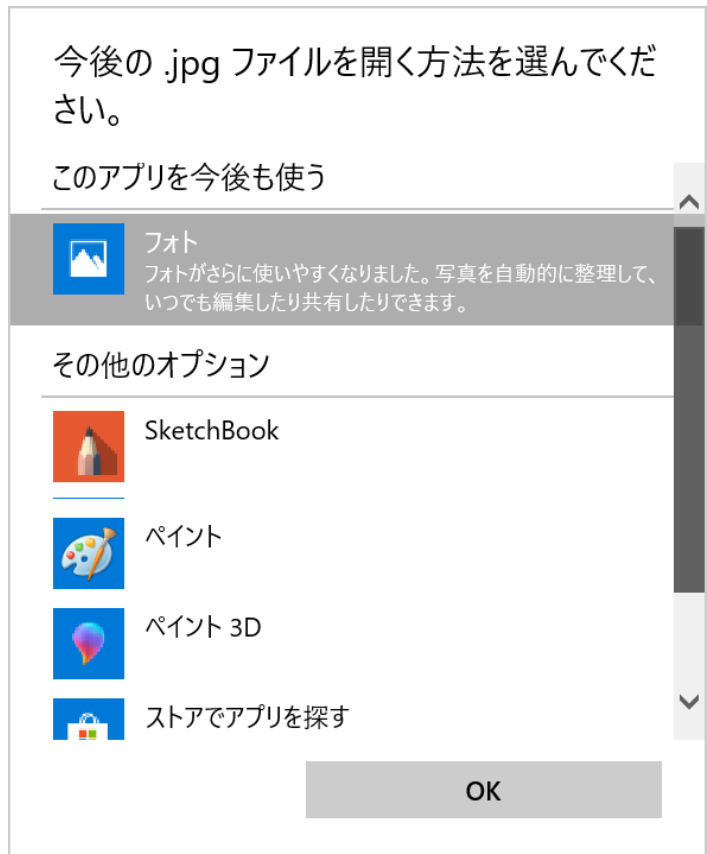 今後の .jpg ファイルを開く方法を選んでくだ
さい。
このアプリを今後も使う
フォト
フォトがさらに使いやすくなりました。写真を自動的に整理して、
いつでも編集したり共有したりできます。
その他のオプション
SketchBook
ペイント
ペイント 3D
ストアでアプリを探す
OK